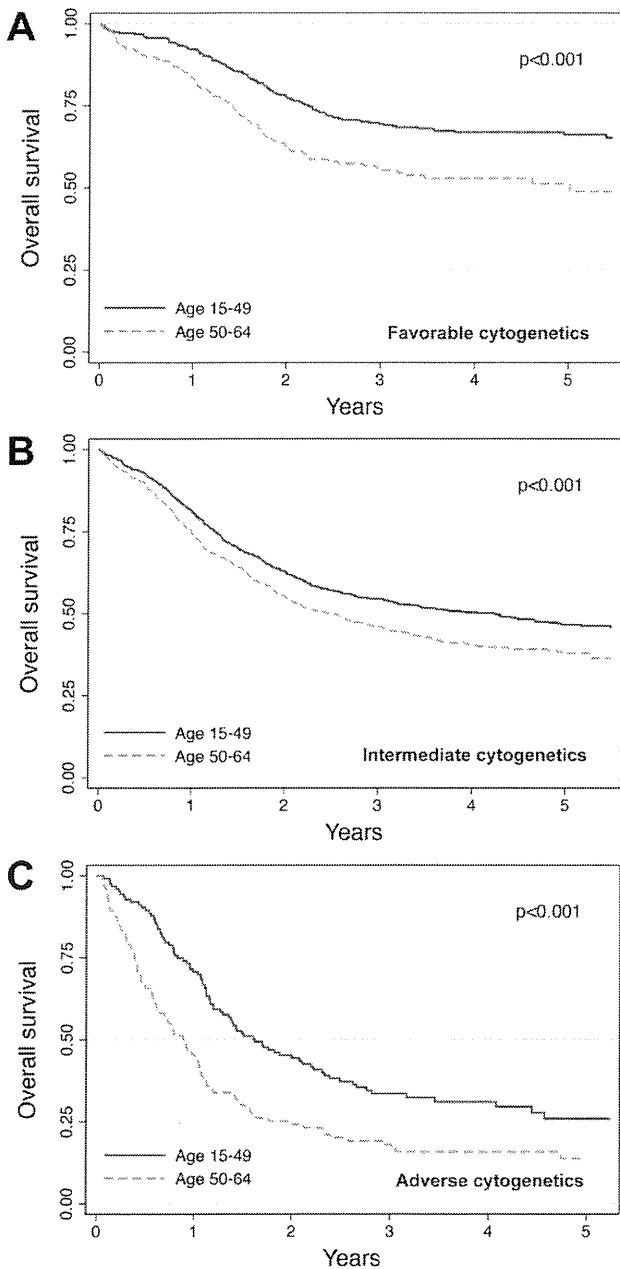 A
p<0.001
Overall survival
1.00
0.75
0.50
0.25
0.00
Age 15-49
Age 50-64
Favorable cytogenetics
0 1 2 3 4 5
Years
B
p<0.001
Overall survival
1.00
0.75
0.50
0.25
0.00
Age 15-49
Age 50-64
Intermediate cytogenetics
0 1 2 3 4 5
Years
C
p<0.001
Overall survival
1.00
0.75
0.50
0.25
0.00
Age 15-49
Age 50-64
Adverse cytogenetics
0 1 2 3 4 5
Years